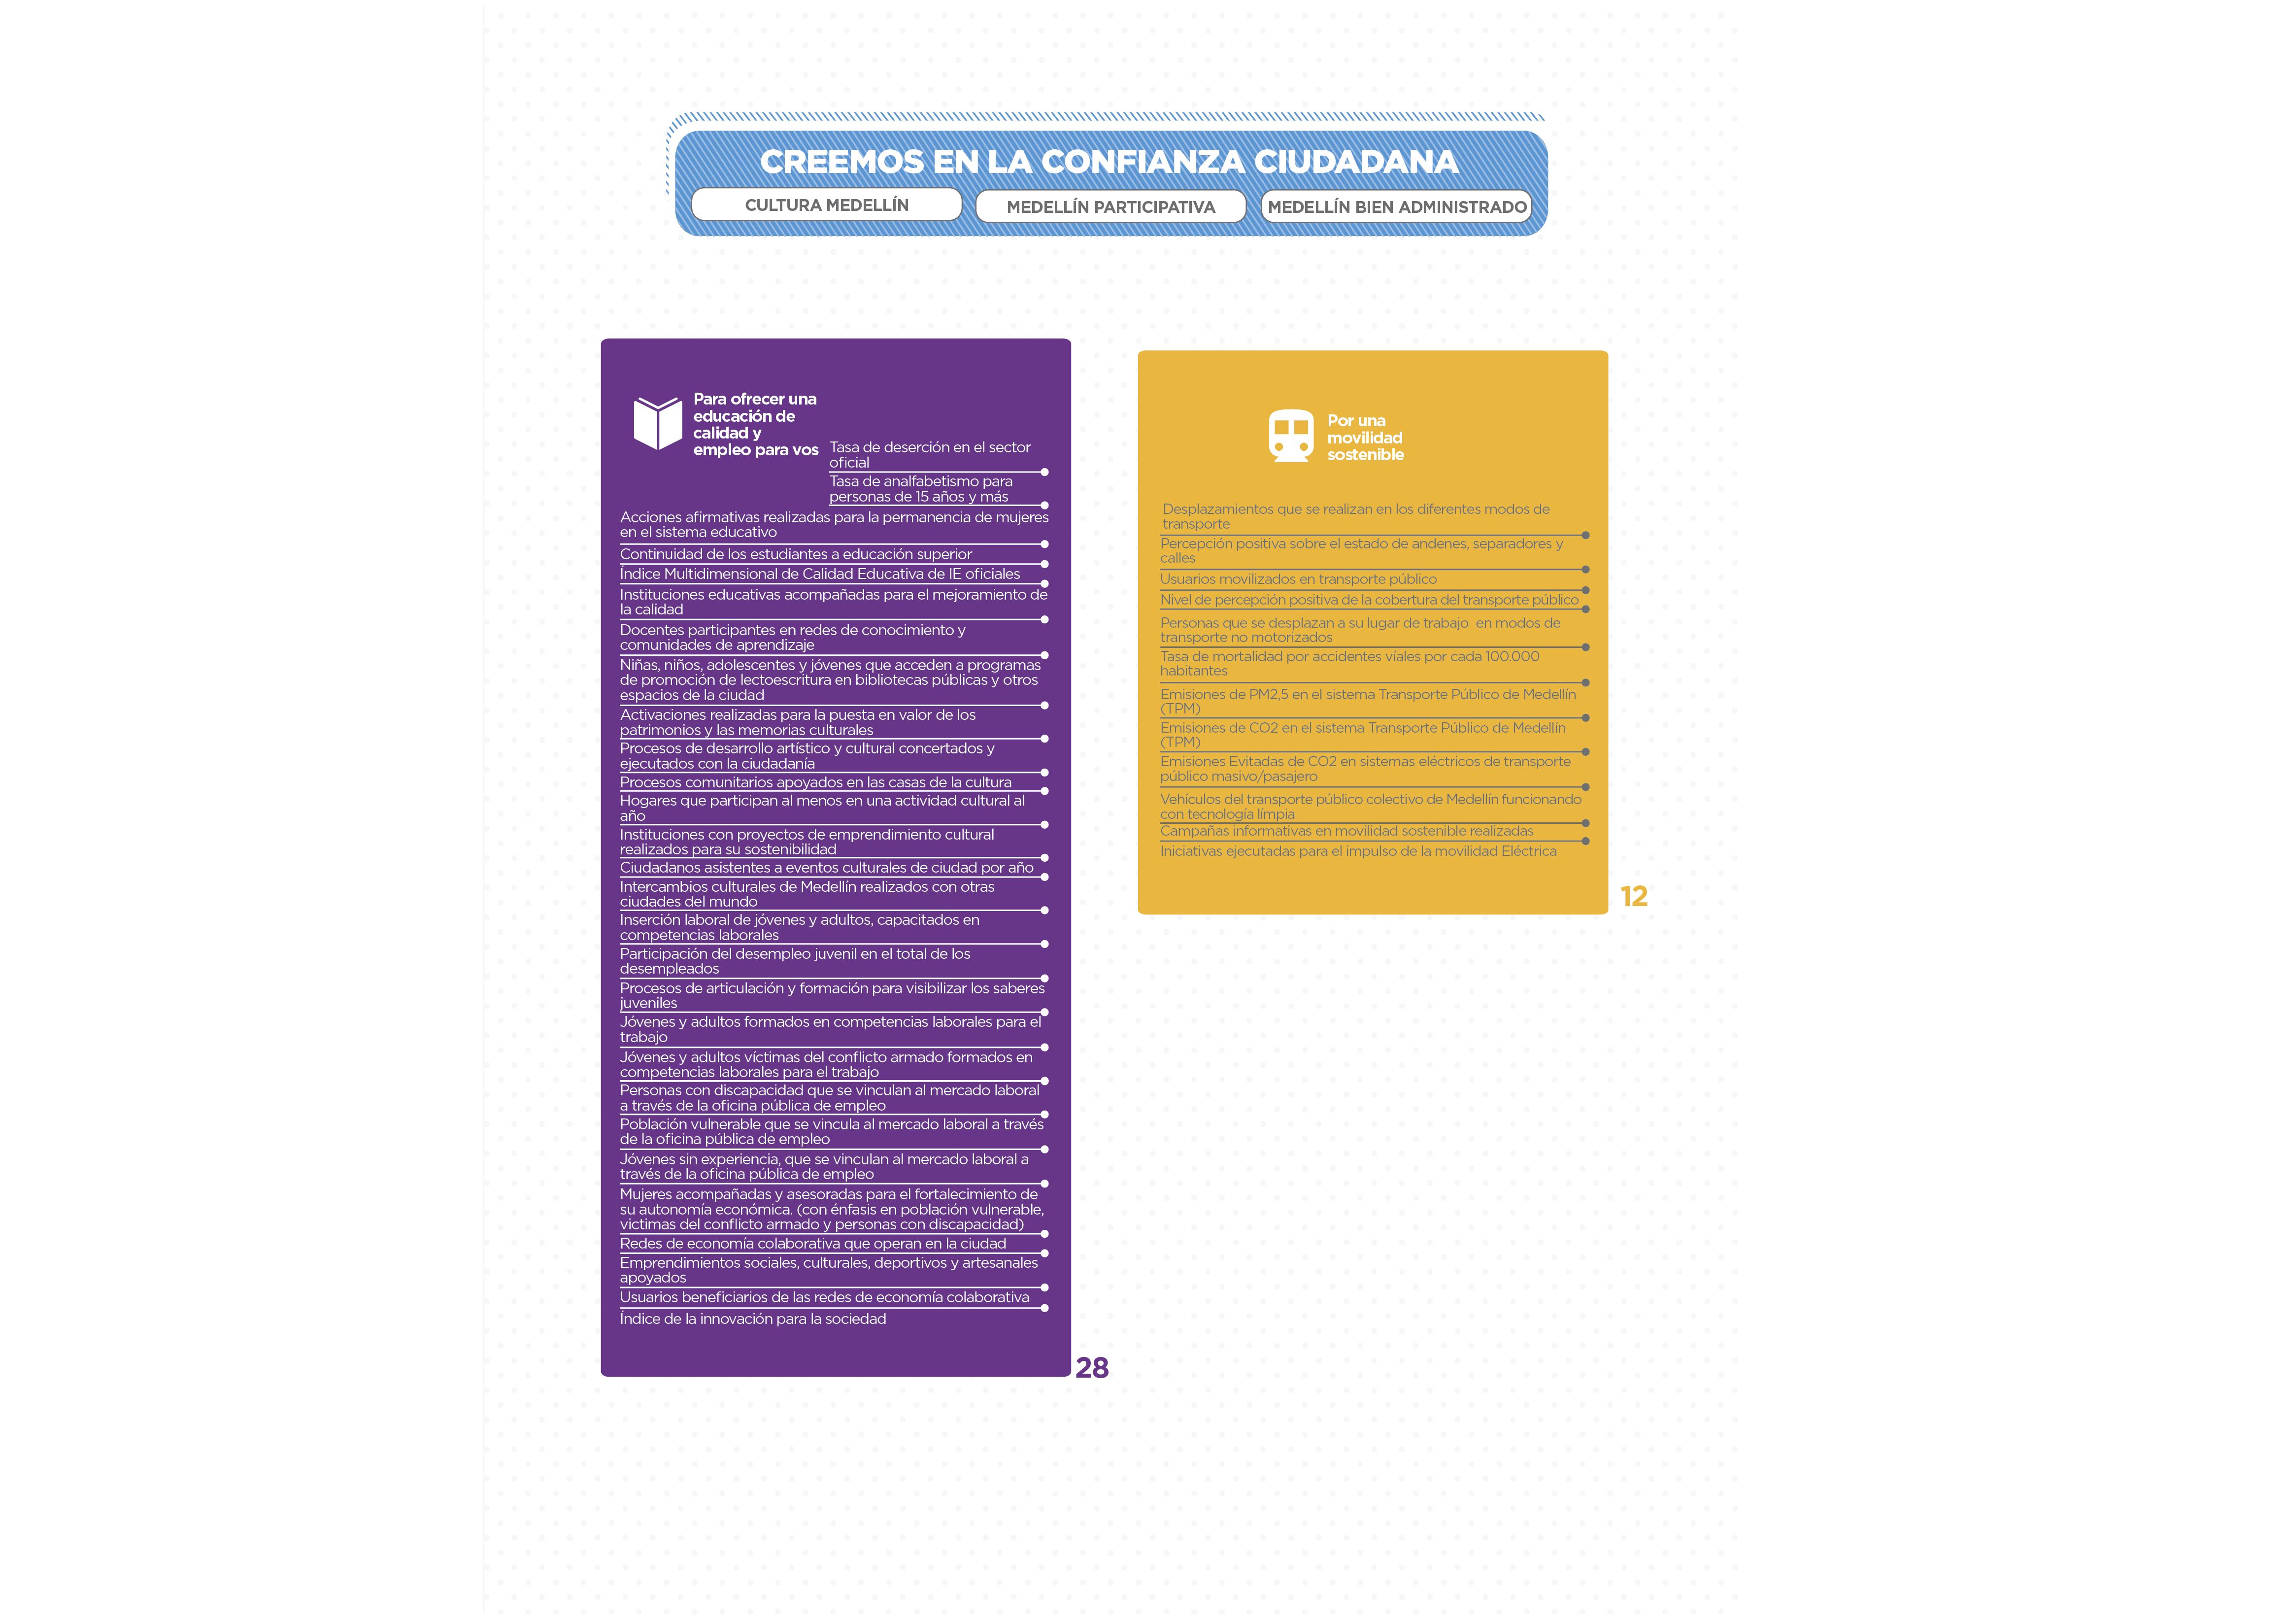 CREEMOS EN LA CONFIANZA CIUDADANA
CULTURA MEDELLÍN
MEDELLÍN PARTICIPATIVA
MEDELLÍN BIEN ADMINISTRADO
Para ofrecer una
educación de
calidad y
empleo para vos
Tasa de deserción en el sector
oficial
Tasa de analfabetismo para
personas de 15 años y más
Acciones afirmativas realizadas para la permanencia de mujeres
en el sistema educativo
Continuidad de los estudiantes a educación superior
Índice Multidimensional de Calidad Educativa de IE oficiales
Instituciones educativas acompañadas para el mejoramiento de
la calidad
Docentes participantes en redes de conocimiento y
comunidades de aprendizaje
Niñas, niños, adolescentes y jóvenes que acceden a programas
de promoción de lectoescritura en bibliotecas públicas y otros
espacios de la ciudad
Activaciones realizadas para la puesta en valor de los
patrimonios y las memorias culturales
Procesos de desarrollo artístico y cultural concertados y
ejecutados con la ciudadanía
Procesos comunitarios apoyados en las casas de la cultura
Hogares que participan al menos en una actividad cultural al
año
Instituciones con proyectos de emprendimiento cultural
realizados para su sostenibilidad
Ciudadanos asistentes a eventos culturales de ciudad por año
Intercambios culturales de Medellín realizados con otras
ciudades del mundo
Inserción laboral de jóvenes y adultos, capacitados en
competencias laborales
Participación del desempleo juvenil en el total de los
desempleados
Procesos de articulación y formación para visibilizar los saberes
juveniles
Jóvenes y adultos formados en competencias laborales para el
trabajo
Jóvenes y adultos víctimas del conflicto armado formados en
competencias laborales para el trabajo
Personas con discapacidad que se vinculan al mercado laboral
a través de la oficina pública de empleo
Población vulnerable que se vincula al mercado laboral a través
de la oficina pública de empleo
Jóvenes sin experiencia, que se vinculan al mercado laboral a
través de la oficina pública de empleo
Mujeres acompañadas y asesoradas para el fortalecimiento de
su autonomía económica. (con énfasis en población vulnerable,
victimas del conflicto armado y personas con discapacidad)
Redes de economía colaborativa que operan en la ciudad
Emprendimientos sociales, culturales, deportivos y artesanales
apoyados
Usuarios beneficiarios de las redes de economía colaborativa
Índice de la innovación para la sociedad
28
Por una
movilidad
sostenible
Desplazamientos que se realizan en los diferentes modos de
transporte
Percepción positiva sobre el estado de andenes, separadores y
calles
Usuarios movilizados en transporte público
Nivel de percepción positiva de la cobertura del transporte público
Personas que se desplazan a su lugar de trabajo  en modos de
transporte no motorizados
Tasa de mortalidad por accidentes víales por cada 100.000
habitantes
Emisiones de PM2,5 en el sistema Transporte Público de Medellín
(TPM)
Emisiones de CO2 en el sistema Transporte Público de Medellín
(TPM)
Emisiones Evitadas de CO2 en sistemas eléctricos de transporte
público masivo/pasajero
Vehículos del transporte público colectivo de Medellín funcionando
con tecnología límpia
Campañas informativas en movilidad sostenible realizadas
Iniciativas ejecutadas para el impulso de la movilidad Eléctrica
12